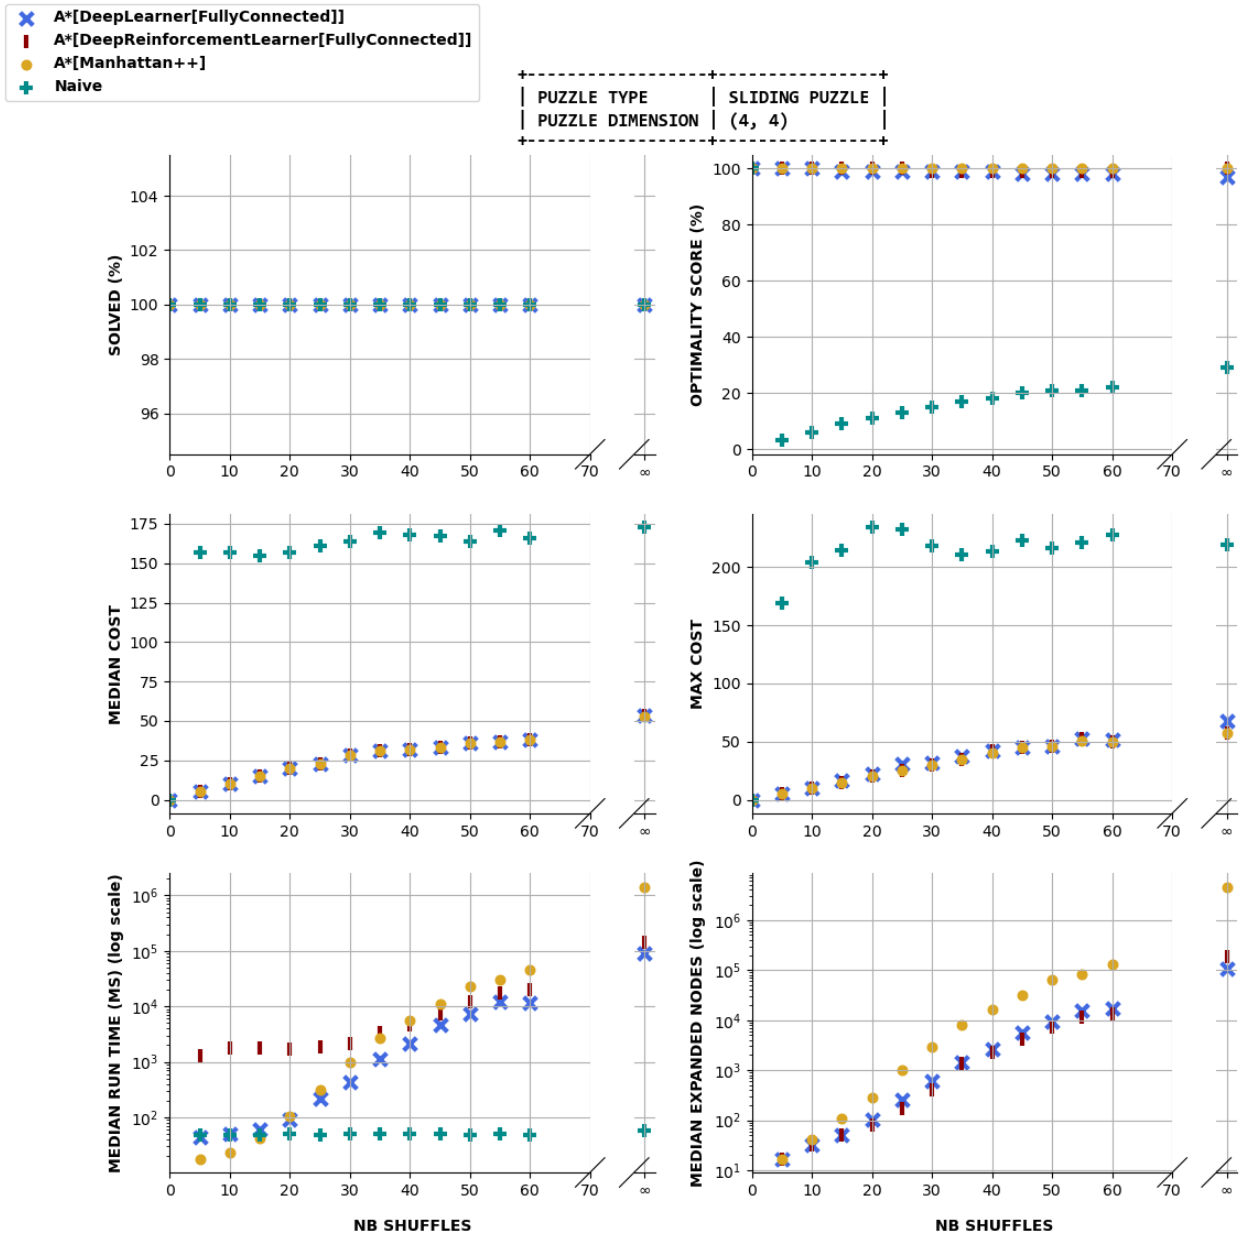 A*[DeepLearner[FullyConnected]]
A*[DeepReinforcementLearner[FullyConnected]]
A*[Manhattan++]
Naive
+-------------------+------------------+
| PUZZLE TYPE | SLIDING PUZZLE |
| PUZZLE DIMENSION | (4, 4) |
+-------------------+------------------+
SOLVED (%)
104
102
100
98
96
0 10 20 30 40 50 60 70 ∞
OPTIMALITY SCORE (%)
100
80
60
40
20
0
0 10 20 30 40 50 60 70 ∞
MEDIAN COST
175
150
125
100
75
50
25
0
0 10 20 30 40 50 60 70 ∞
MAX COST
200
150
100
50
0
0 10 20 30 40 50 60 70 ∞
MEDIAN RUN TIME (MS) (log scale)
10⁶
10⁵
10⁴
10³
10²
0 10 20 30 40 50 60 70 ∞
NB SHUFFLES
MEDIAN EXPANDED NODES (log scale)
10⁶
10⁵
10⁴
10³
10²
10¹
0 10 20 30 40 50 60 70 ∞
NB SHUFFLES